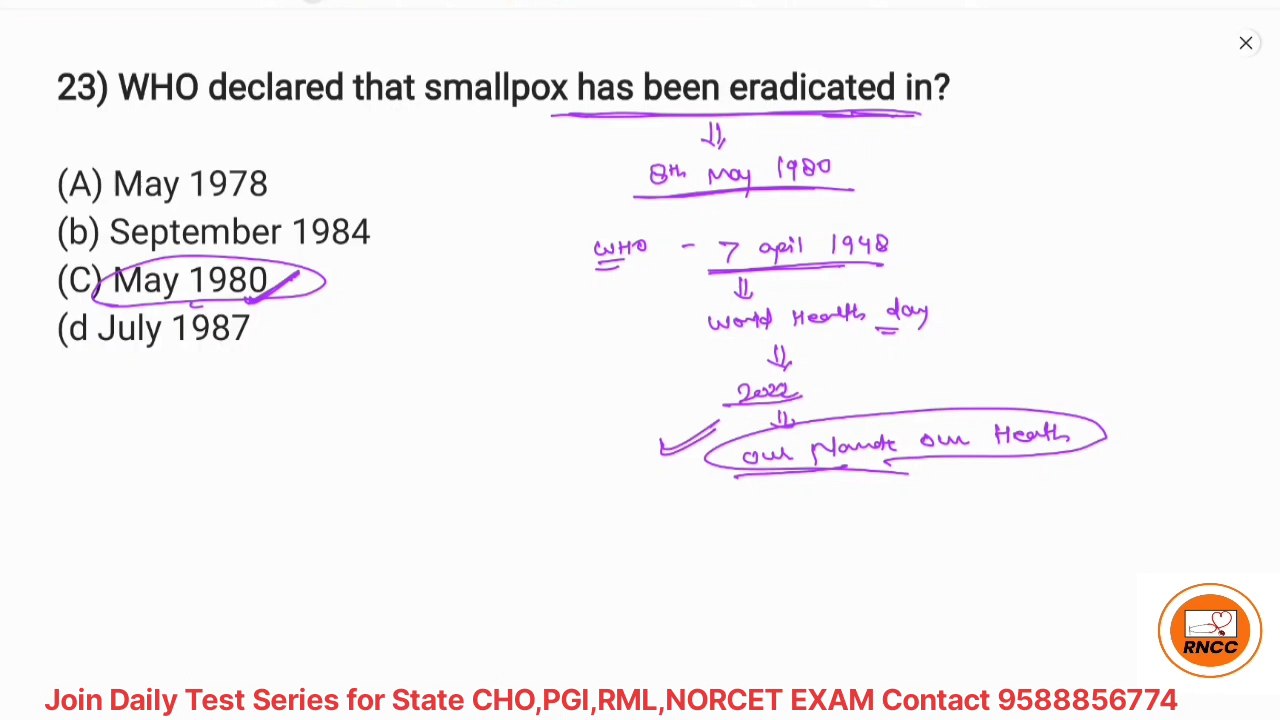 23) WHO declared that smallpox has been eradicated in?
8th May 1980
(A) May 1978
(b) September 1984
(C) May 1980
(d July 1987
WHO - 7 april 1948
World Health day
2022
our our Health
RNCC
Join Daily Test Series for State CHO,PGI,RML,NORCET EXAM Contact 9588856774